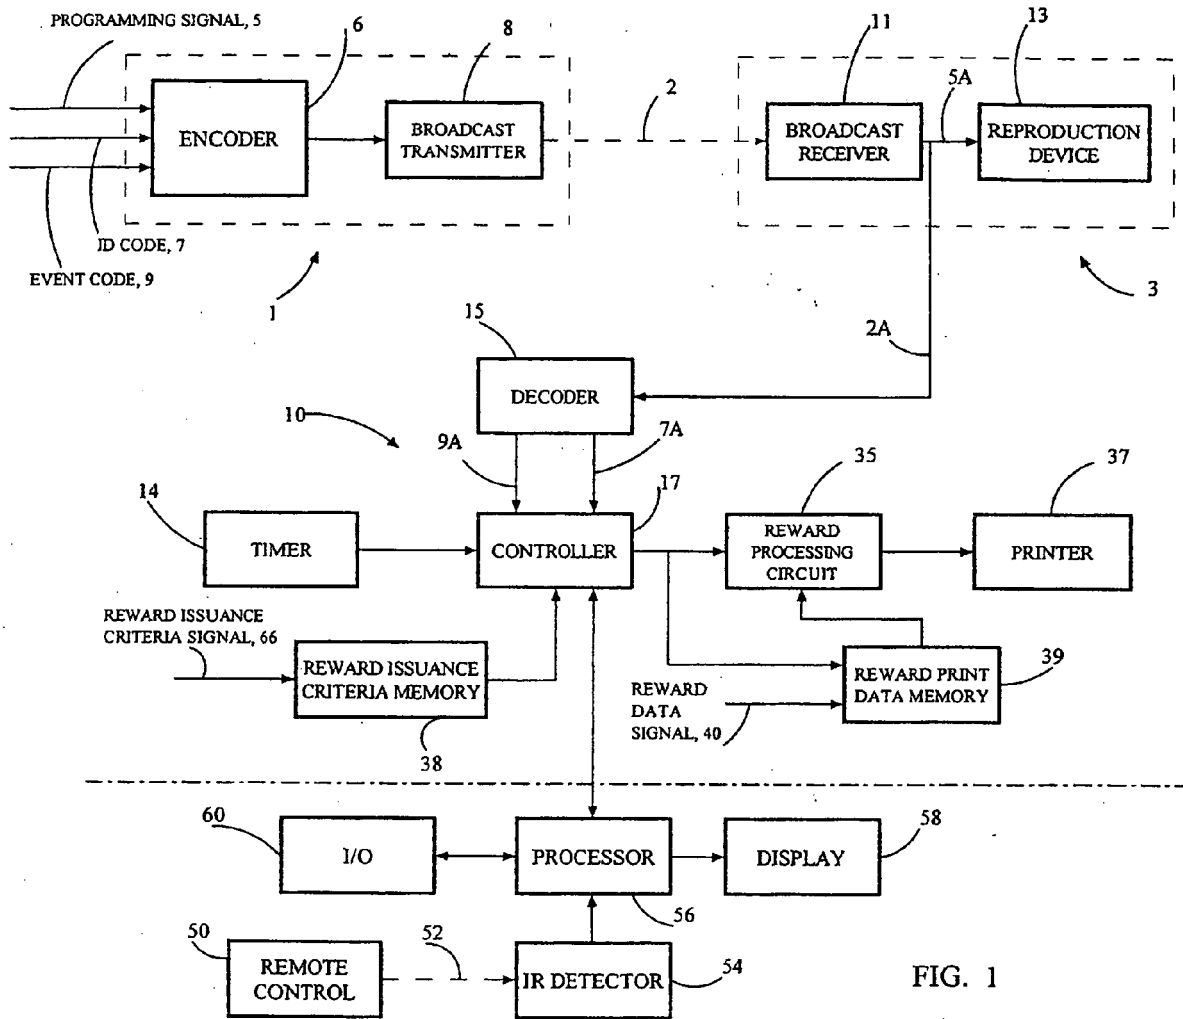 PROGRAMMING SIGNAL, 5
6
8
11
13
5A
2
ENCODER
BROADCAST
TRANSMITTER
BROADCAST
RECEIVER
REPRODUCTION
DEVICE
ID CODE, 7
EVENT CODE, 9
1
3
15
2A
DECODER
10
9A
7A
35
37
14
17
TIMER
CONTROLLER
REWARD
PROCESSING
CIRCUIT
PRINTER
REWARD ISSUANCE
CRITERIA SIGNAL, 66
REWARD ISSUANCE
CRITERIA MEMORY
38
REWARD
DATA
SIGNAL, 40
REWARD PRINT
DATA MEMORY
39
60
58
I/O
PROCESSOR
DISPLAY
56
50
52
REMOTE
CONTROL
IR DETECTOR
54
FIG. 1